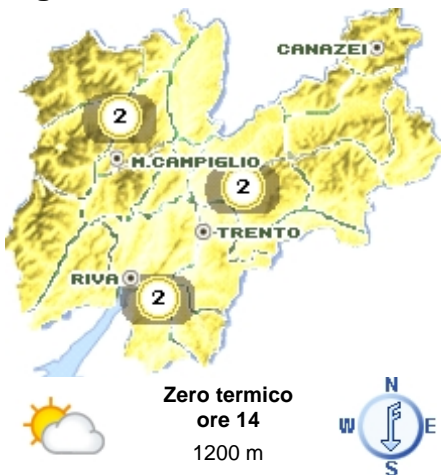 CANAZEI
2
M.CAMPIGLIO
2
TRENTO
RIVA
2
Zero termico
ore 14
1200 m
N
W E
S